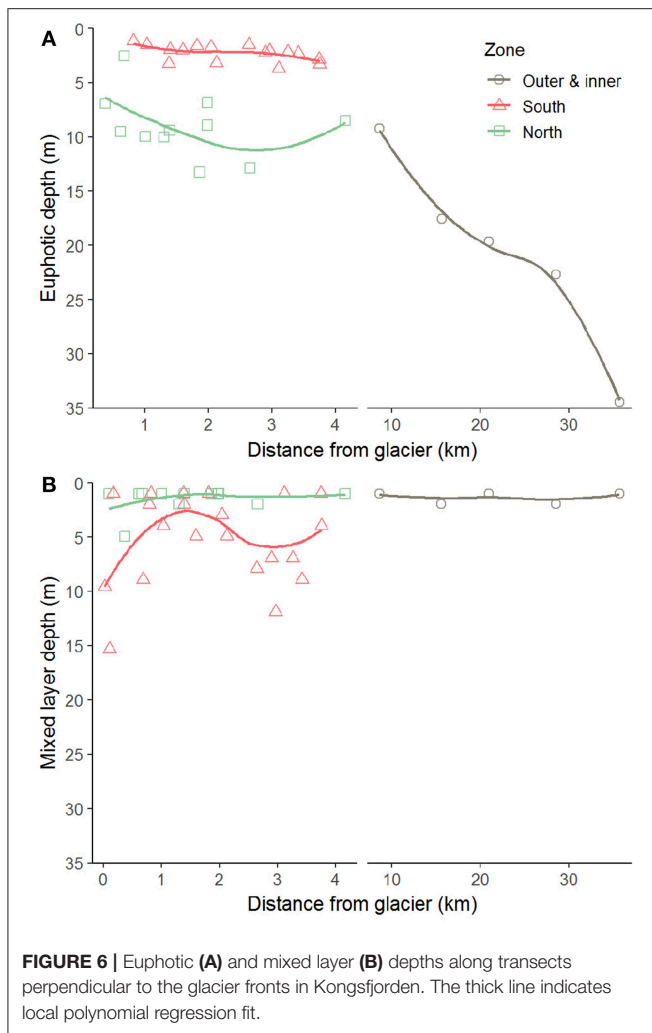 A
0
5
10
15
20
25
30
35
Euphotic depth (m)
Zone
Outer & inner
South
North
1 2 3 4 10 20 30
Distance from glacier (km)
B
0
5
10
15
20
25
30
35
Mixed layer depth (m)
0 1 2 3 4 10 20 30
Distance from glacier (km)
FIGURE 6 | Euphotic (A) and mixed layer (B) depths along transects
perpendicular to the glacier fronts in Kongsfjorden. The thick line indicates
local polynomial regression fit.